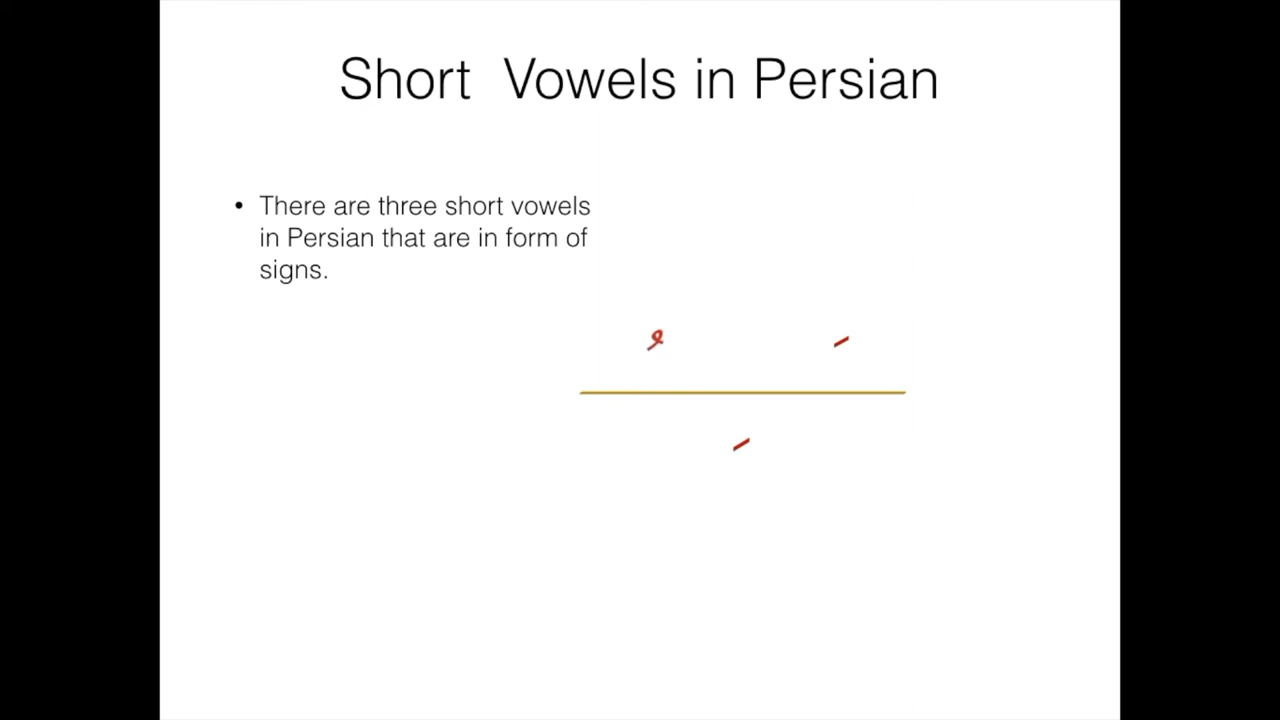 Short Vowels in Persian
• There are three short vowels
in Persian that are in form of
signs.